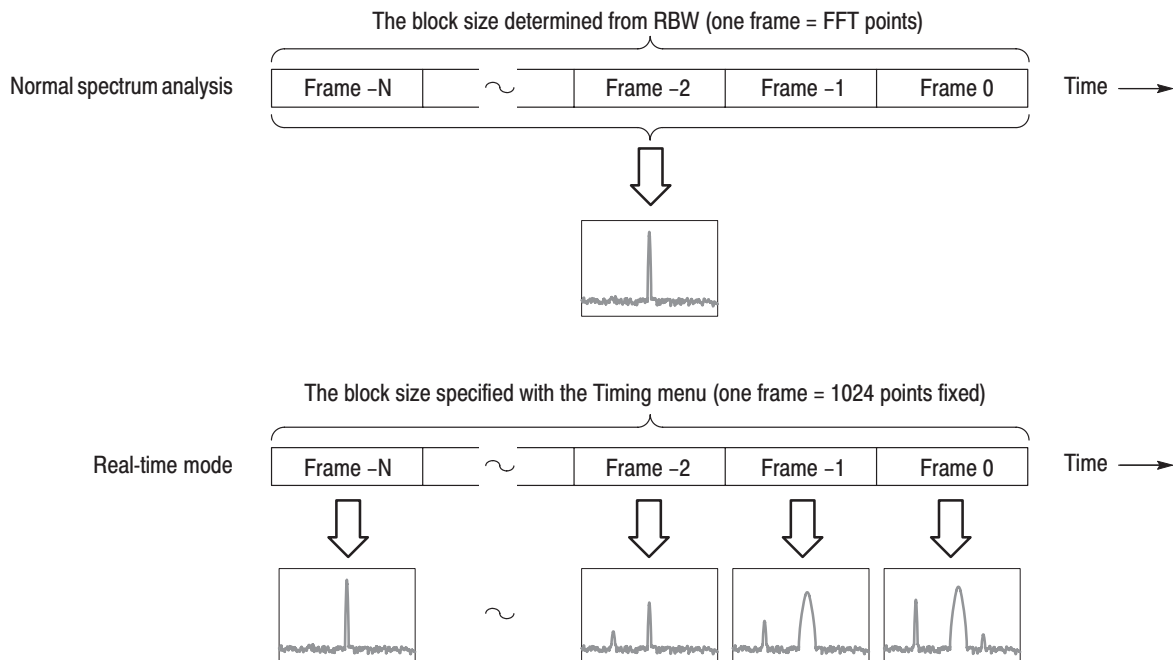 The block size determined from RBW (one frame = FFT points)
Normal spectrum analysis
Frame –N
Frame –2
Frame –1
Frame 0
Time
The block size specified with the Timing menu (one frame = 1024 points fixed)
Real-time mode
Frame –N
Frame –2
Frame –1
Frame 0
Time